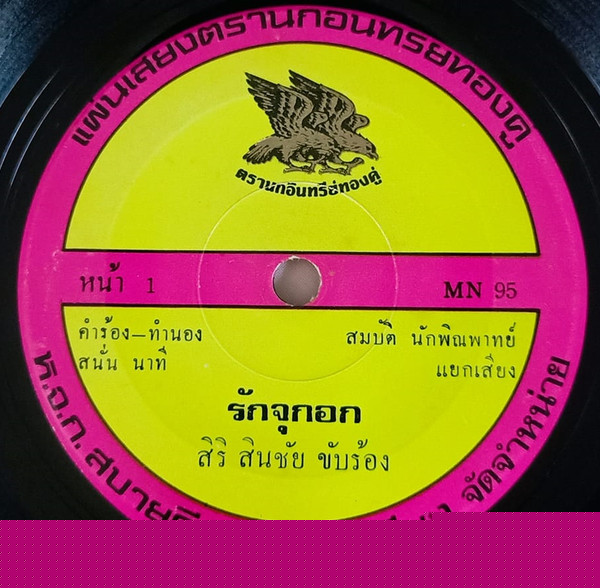 แผ่นเสียงตรานกอินทรีย์ทองคู่
ตรานกอินทรีย์ทองคู่
หน้า 1
MN 95
คำร้อง–ทำนอง
สนั่น นาที
สมบัติ นักพิณพาทย์
แยกเสียง
รักจุกอก
สิริ สินชัย ขับร้อง
ห.จ.ก. สบาย
จัดจำหน่าย